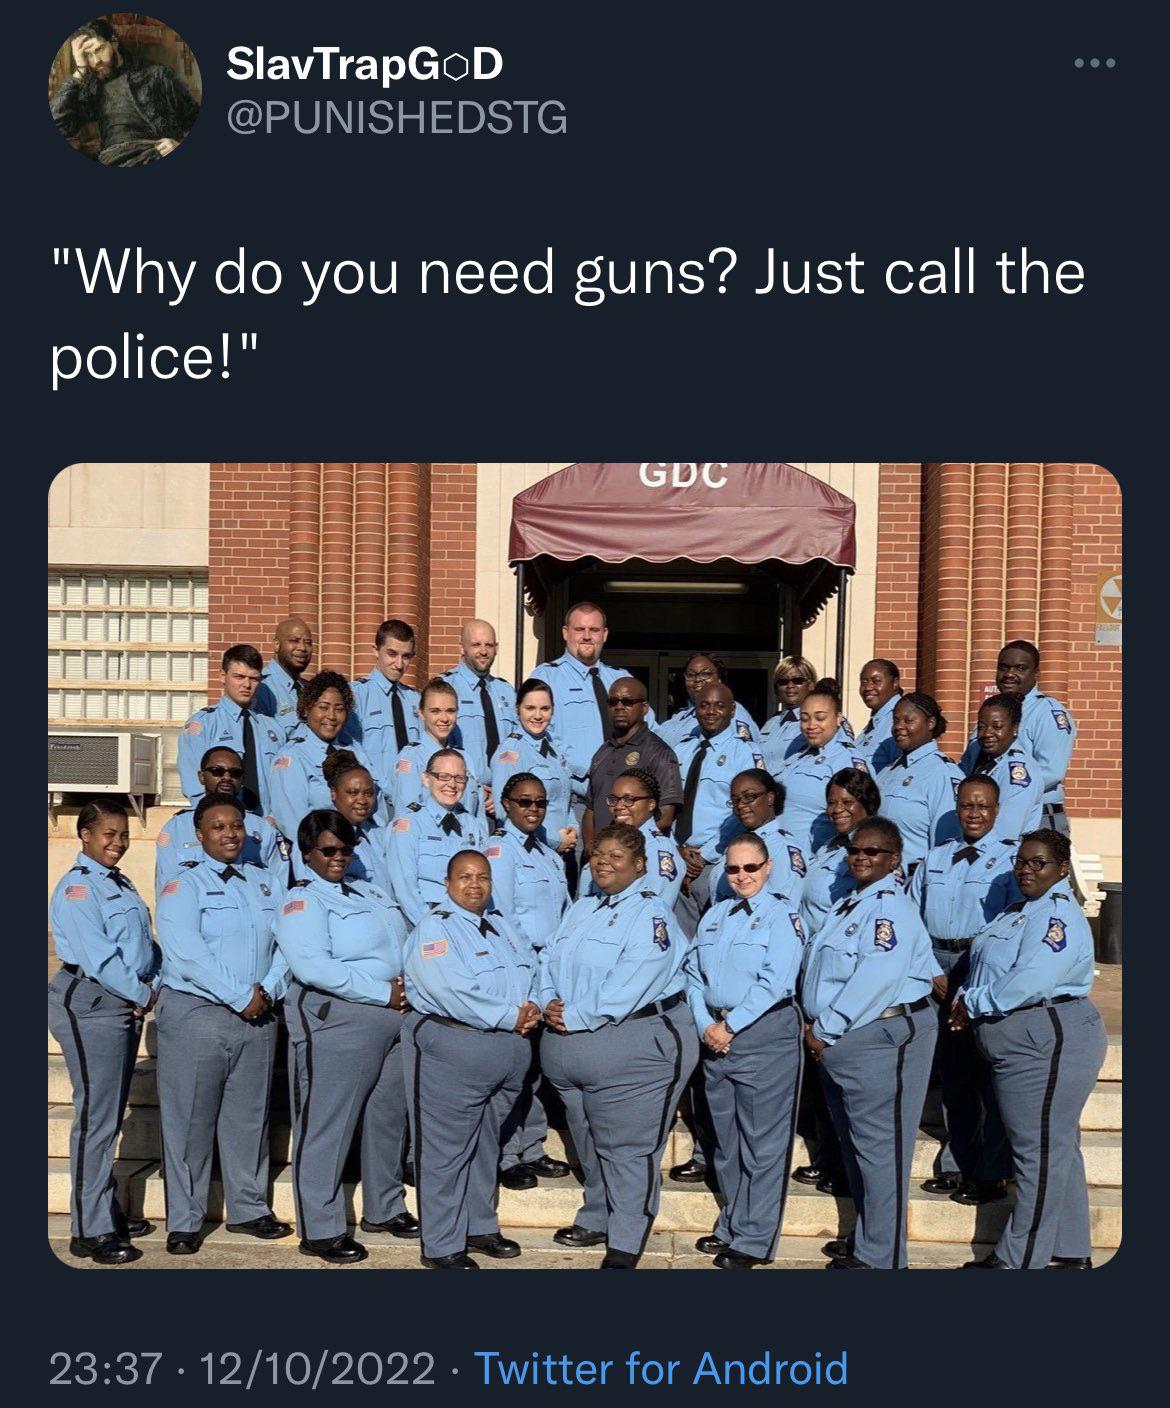 SlavTrapG⬡D
@PUNISHEDSTG
"Why do you need guns? Just call the
police!"
GDC
23:37 · 12/10/2022 · Twitter for Android